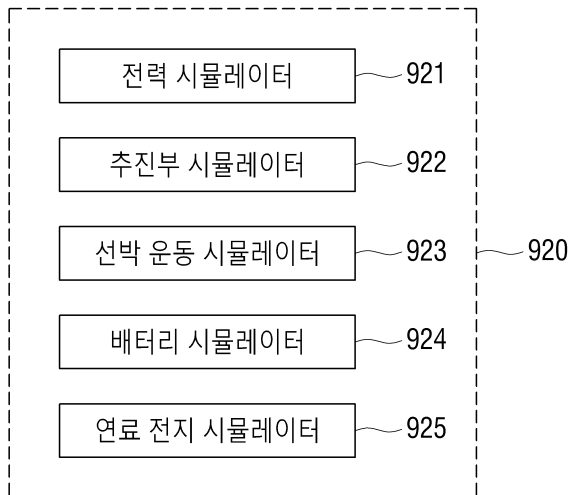 전력 시뮬레이터 921
추진부 시뮬레이터 922
선박 운동 시뮬레이터 923
920
배터리 시뮬레이터 924
연료 전지 시뮬레이터 925